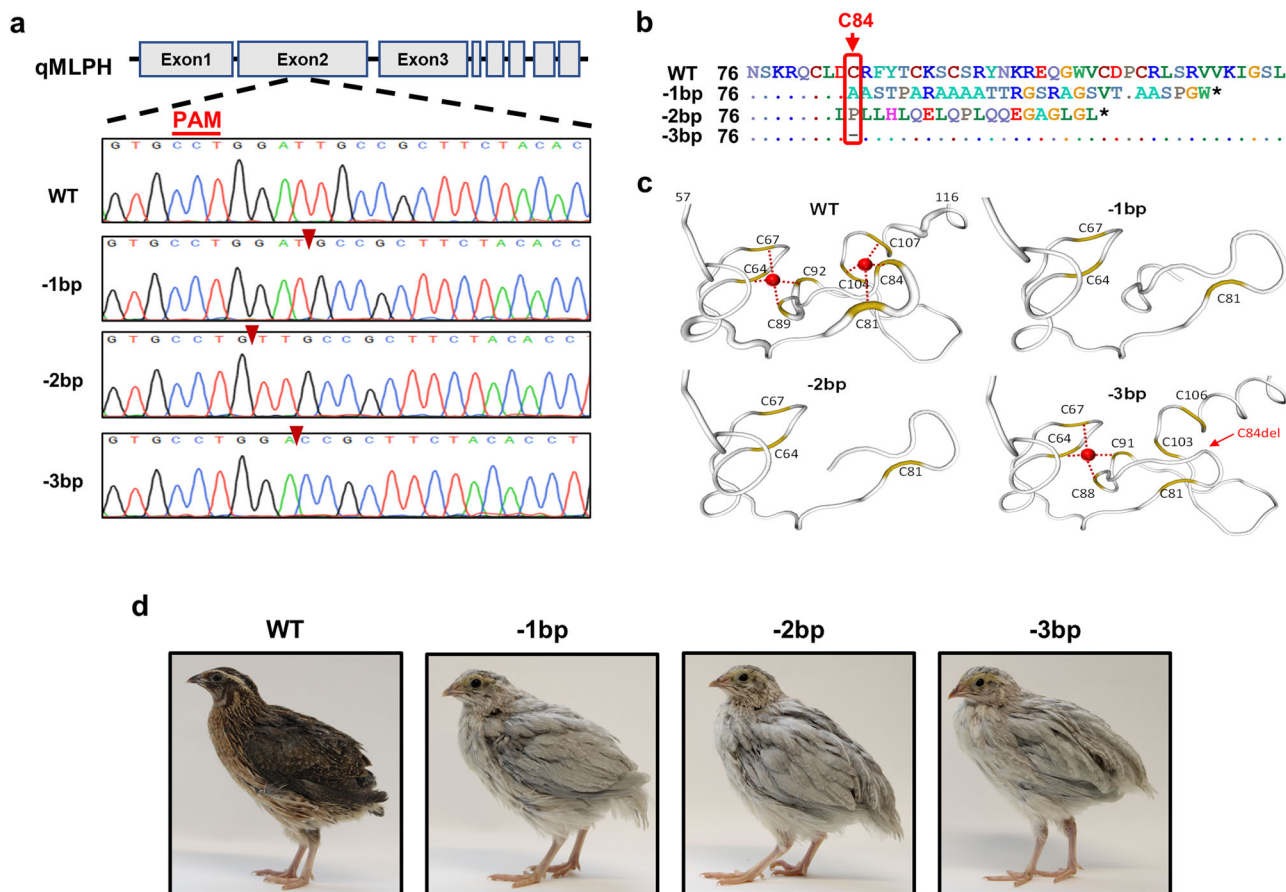 a
qMLPH
Exon1 Exon2 Exon3
PAM
WT
G T G C C T G G A T T G C C G C T T C T A C A C
-1bp
G T G C C T G G A T G C C G C T T C T A C A C C
-2bp
G T G C C T G T T G C C G C T T C T A C A C C T
-3bp
G T G C C T G G A C C G C T T C T A C A C C T
b
C84
WT 76 NSKRQCLDCRFYTCKSCSRYNKREQGWVCDPCRLSRVVKIGSL
-1bp 76 ........AASTPARAAAATTRGSRAGSVT.AASPGW*
-2bp 76 .......LPLLHLQELQPLQQEGAGLGL*
-3bp 76 ........–..................................
c
WT
57
116
C67
C107
C64
C92
C104
C84
C89
C81
-1bp
C67
C64
C81
-2bp
C67
C64
C81
-3bp
C67
C106
C64
C91
C103
C84del
C88
C81
d
WT
-1bp
-2bp
-3bp